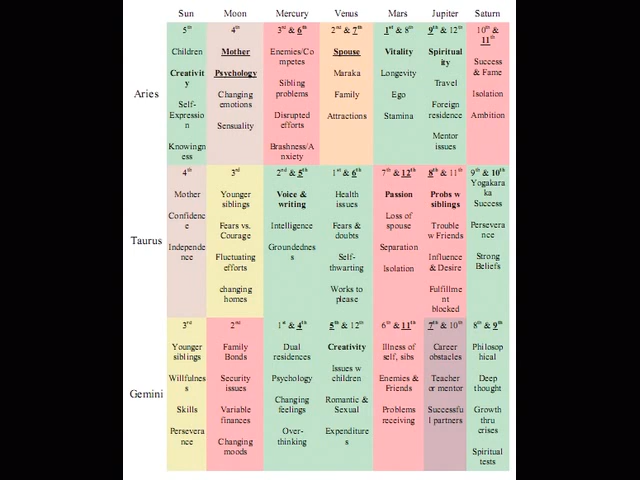 Sun Moon Mercury Venus Mars Jupiter Saturn
Aries
5th
Children
Creativit
y
Self-
Expressio
n
Knowingn
ess
4th
Mother
Psychology
Changing
emotions
Sensuality
3rd & 6th
Enemies/Co
mpetes
Sibling
problems
Disrupted
efforts
Brashness/A
nxiety
2nd & 7th
Spouse
Maraka
Family
Attractions
1st & 8th
Vitality
Longevity
Ego
Stamina
9th & 12th
Spiritual
ity
Travel
Foreign
residence
Mentor
issues
10th &
11th
Success
& Fame
Isolation
Ambition
Taurus
4th
Mother
Confidenc
e
Independe
nce
3rd
Younger
siblings
Fears vs.
Courage
Fluctuating
efforts
changing
homes
2nd & 5th
Voice &
writing
Intelligence
Groundednes
s
1st & 6th
Health
issues
Fears &
doubts
Self-
thwarting
Works to
please
7th & 12th
Passion
Loss of
spouse
Separation
Isolation
8th & 11th
Probs w
siblings
Trouble
w Friends
Influence
& Desire
Fulfillme
nt
blocked
9th & 10th
Yogakara
ka
Success
Persevera
nce
Strong
Beliefs
Gemini
3rd
Younger
siblings
Willfulnes
s
Skills
Persevera
nce
2nd
Family
Bonds
Security
issues
Variable
finances
Changing
moods
1st & 4th
Dual
residences
Psychology
Changing
feelings
Over-
thinking
5th & 12th
Creativity
Issues w
children
Romantic &
Sexual
Expenditure
s
6th & 11th
Illness of
self, sibs
Enemies &
Friends
Problems
receiving
7th & 10th
Career
obstacles
Teacher
or mentor
Successfu
l partners
8th & 9th
Philosop
hical
Deep
thought
Growth
thru
crises
Spiritual
tests